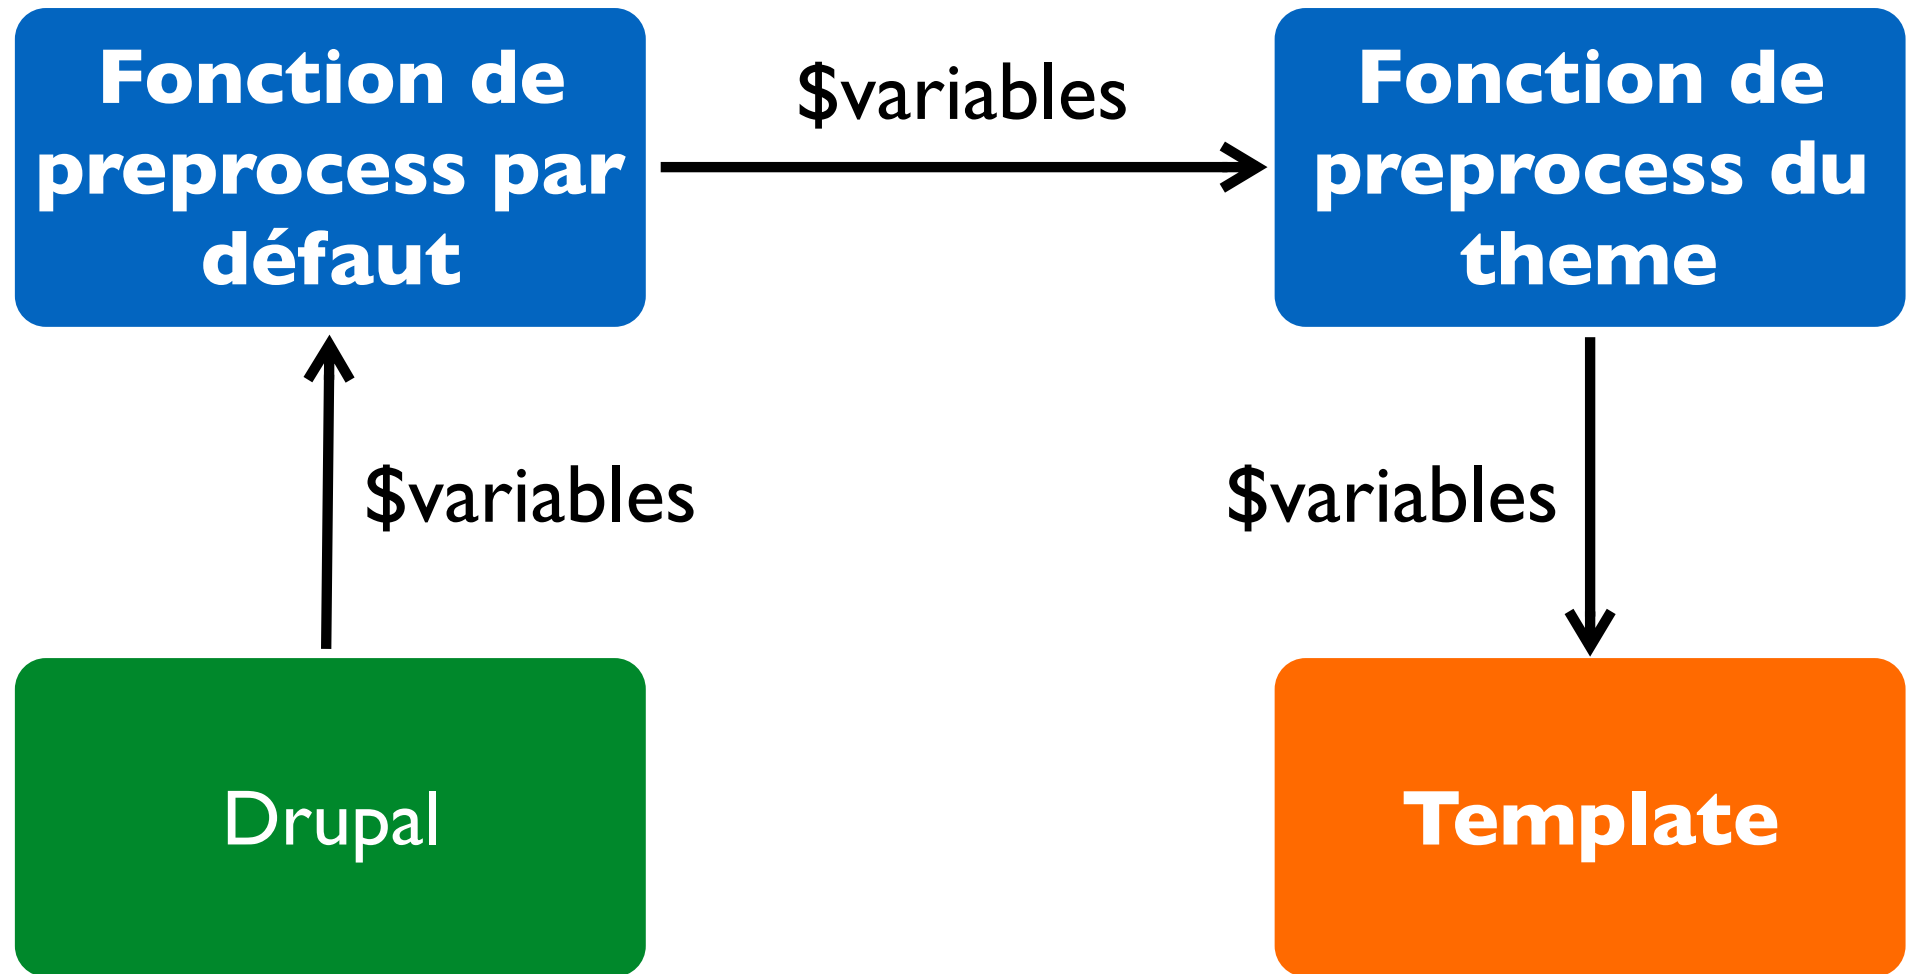 Fonction de
preprocess par
défaut
$variables
Fonction de
preprocess du
theme
$variables
$variables
Drupal
Template